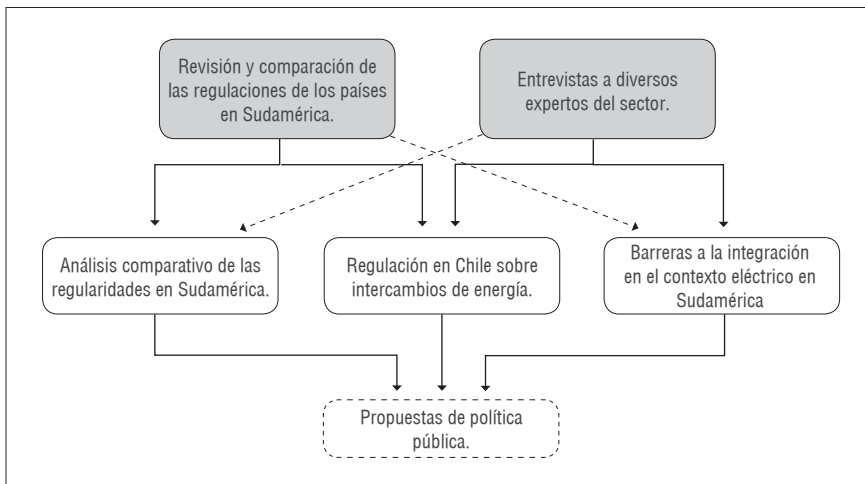 Revisión y comparación de
las regulaciones de los países
en Sudamérica.
Entrevistas a diversos
expertos del sector.
Análisis comparativo de las
regularidades en Sudamérica.
Regulación en Chile sobre
intercambios de energía.
Barreras a la integración
en el contexto eléctrico en
Sudamérica
Propuestas de política
pública.